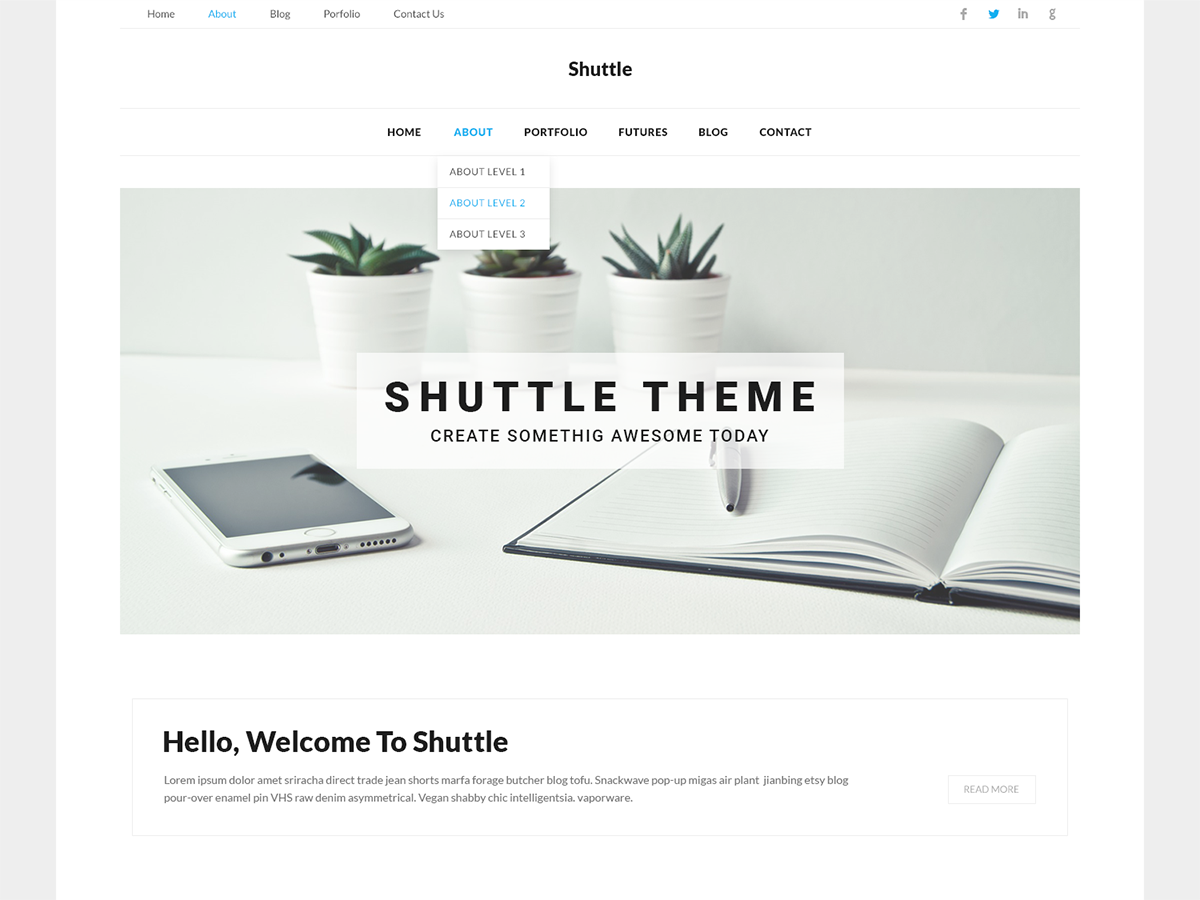 Home About Blog Porfolio Contact Us
Shuttle
HOME ABOUT PORTFOLIO FUTURES BLOG CONTACT
ABOUT LEVEL 1
ABOUT LEVEL 2
ABOUT LEVEL 3
SHUTTLE THEME
CREATE SOMETHIG AWESOME TODAY
Hello, Welcome To Shuttle
Lorem ipsum dolor amet sriracha direct trade jean shorts marfa forage butcher blog tofu. Snackwave pop-up migas air plant jianbing etsy blog
pour-over enamel pin VHS raw denim asymmetrical. Vegan shabby chic intelligentsia. vaporware.
READ MORE